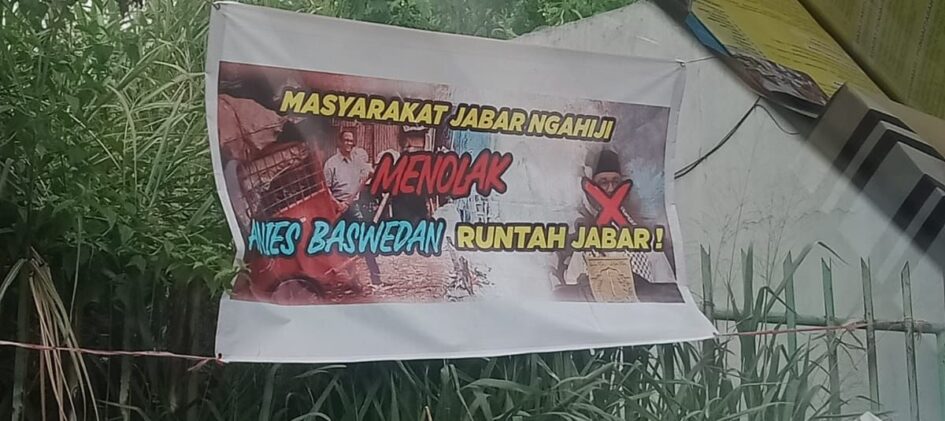 MASYARAKAT JABAR NGAHIJI
MENOLAK
ANIES BASWEDAN RUNTAH JABAR !